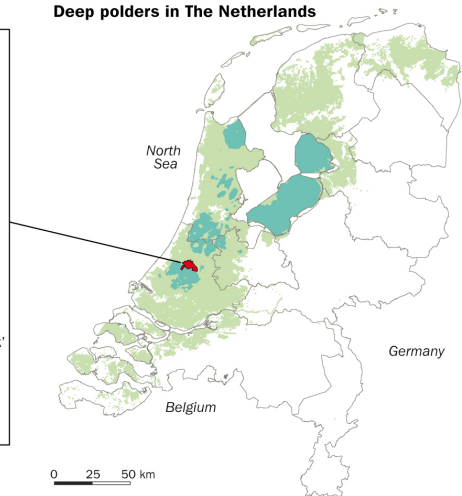 Deep polders in The Netherlands
North
Sea
Germany
Belgium
0 25 50 km